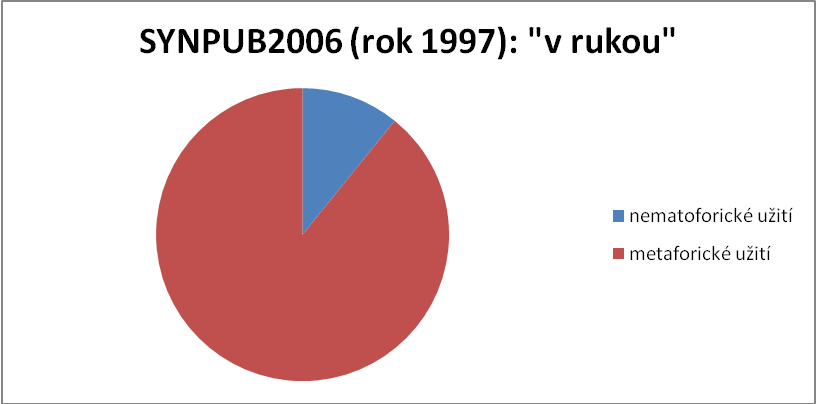 SYNPUB2006 (rok 1997): "v rukou"
nematoforické užití
metaforické užití